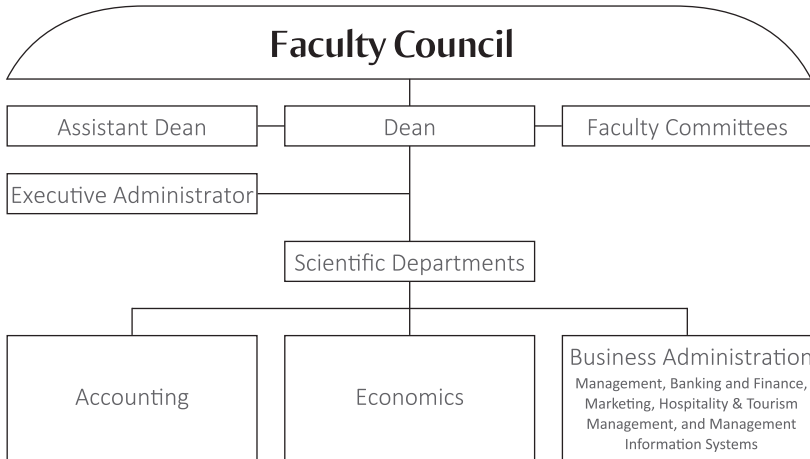 Faculty Council
Assistant Dean
Dean
Faculty Committees
Executive Administrator
Scientific Departments
Accounting
Economics
Business Administration
Management, Banking and Finance,
Marketing, Hospitality & Tourism
Management, and Management
Information Systems